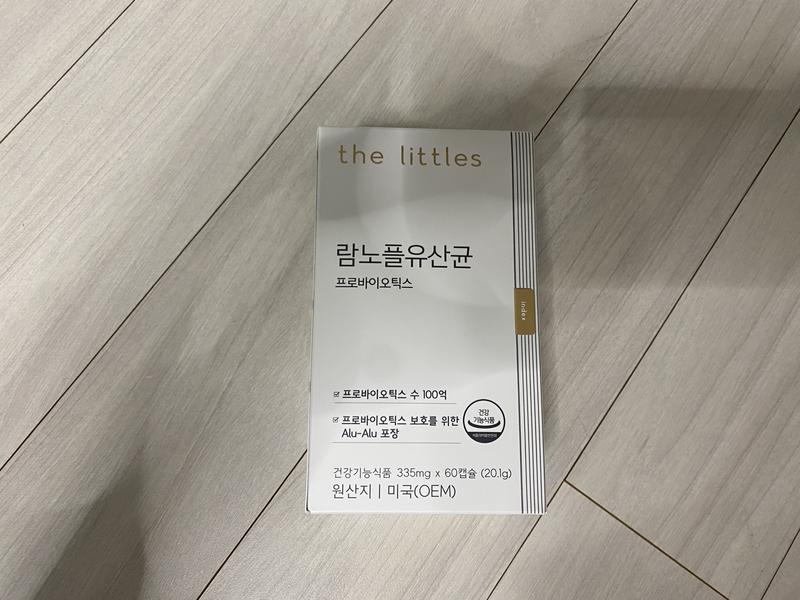 the littles
람노플유산균
프로바이오틱스
index
프로바이오틱스 수 100억
프로바이오틱스 보호를 위한
Alu-Alu 포장
건강
기능식품
건강기능식품 335mg x 60캡슐 (20.1g)
원산지 | 미국(OEM)